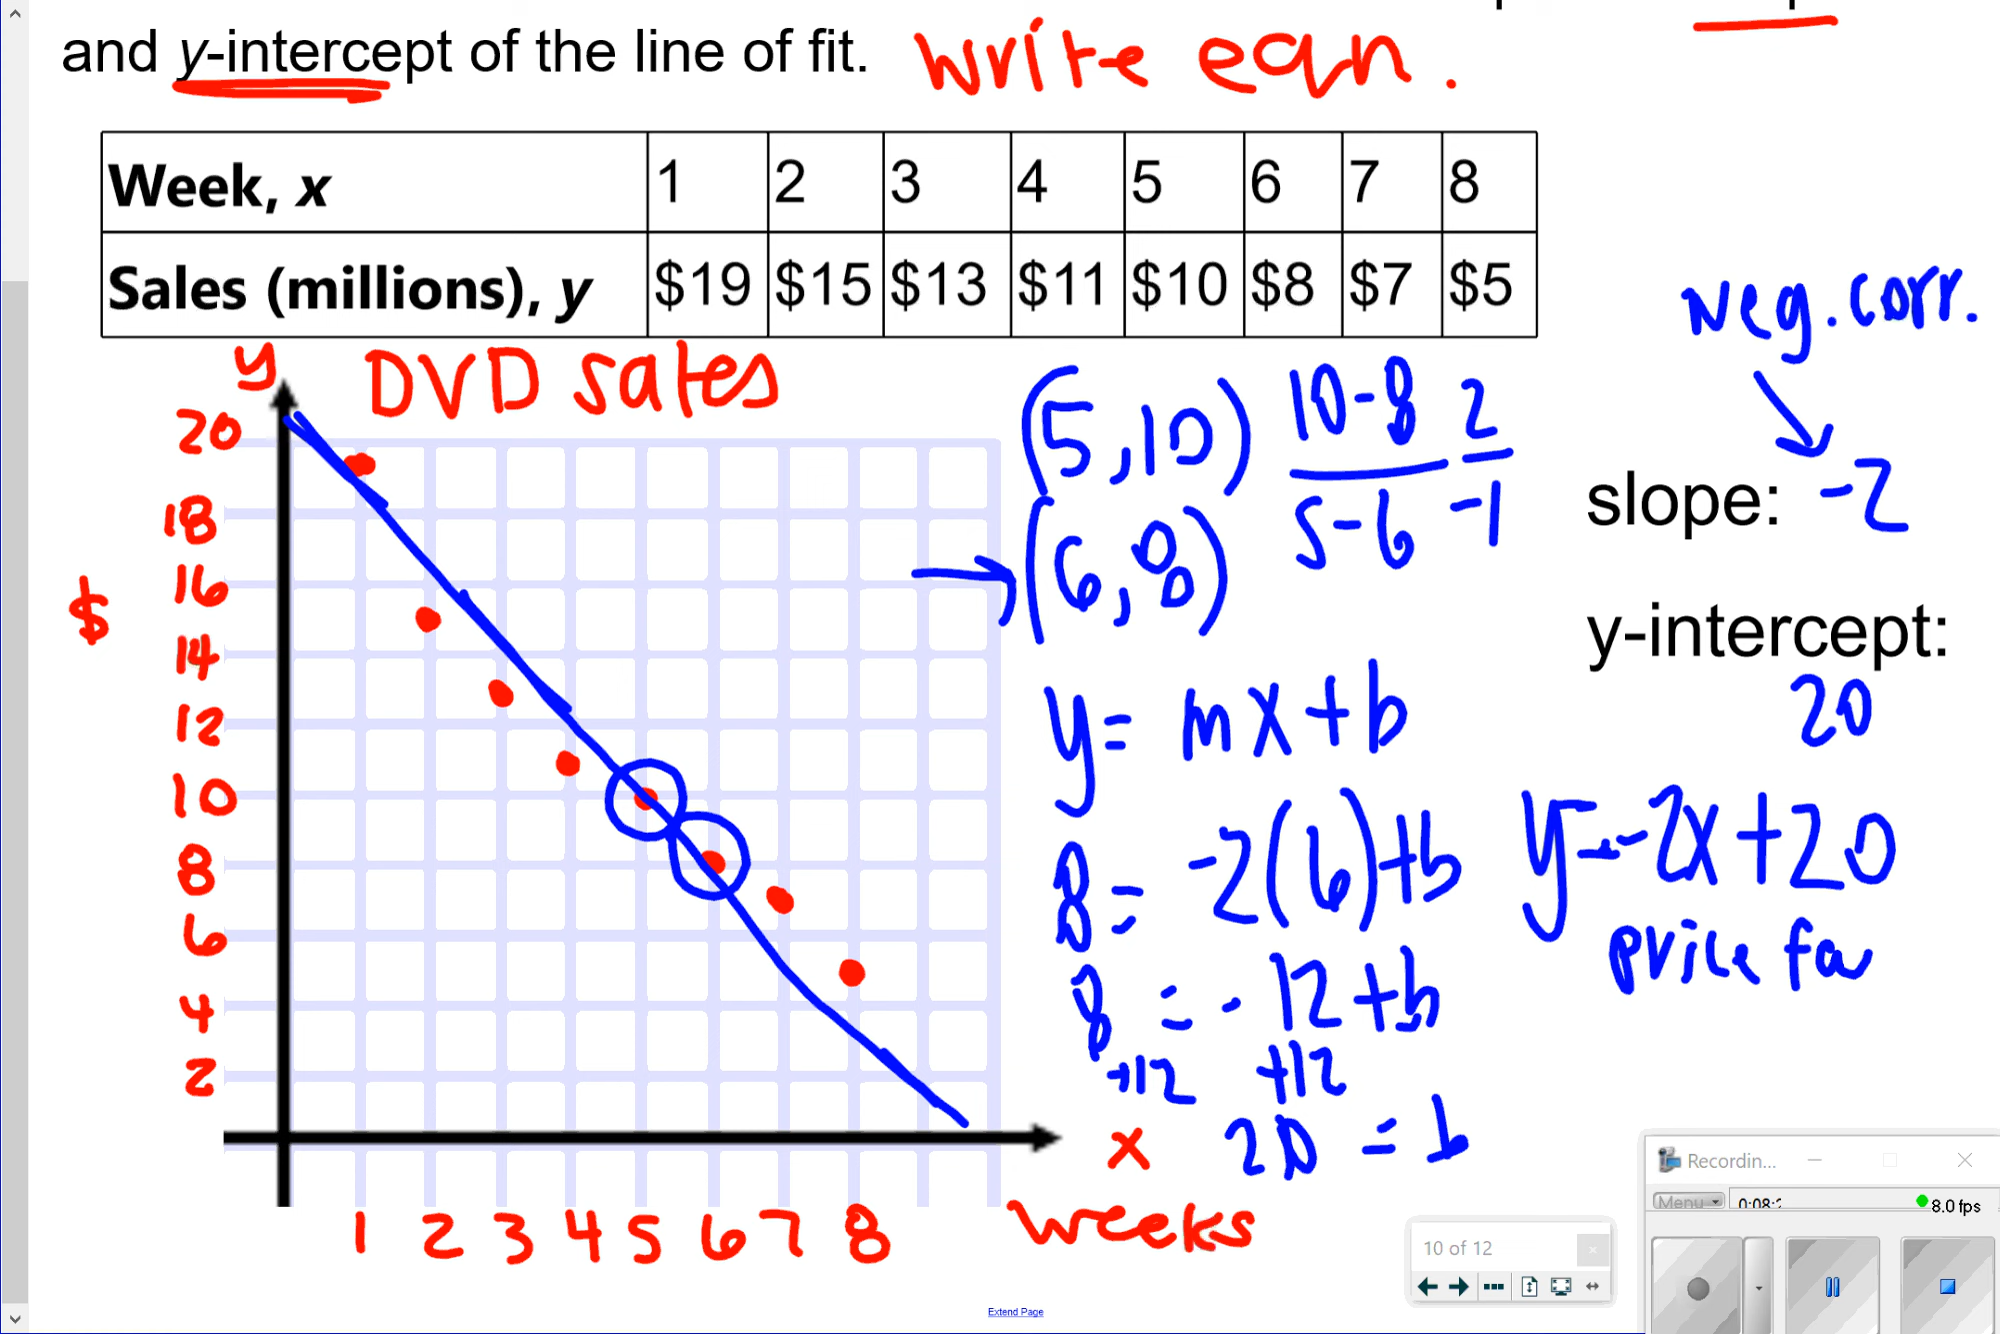 and y-intercept of the line of fit. Write eqn.
Week, x 1 2 3 4 5 6 7 8
Sales (millions), y $19 $15 $13 $11 $10 $8 $7 $5
Neg. corr.
y DVD sales
20
18
16
$
14
12
10
8
6
4
2
1 2 3 4 5 6 7 8
x
weeks
(5,10) 10-8 2
5-6 -1
(6,8)
slope: -2
y-intercept:
20
y= mx+b
8= -2(6)+b
8 = -12+b
+12 +12
20 = b
y=-2x+20
price
Recordin...
Menu
8.0 fps
10 of 12
Extend Page